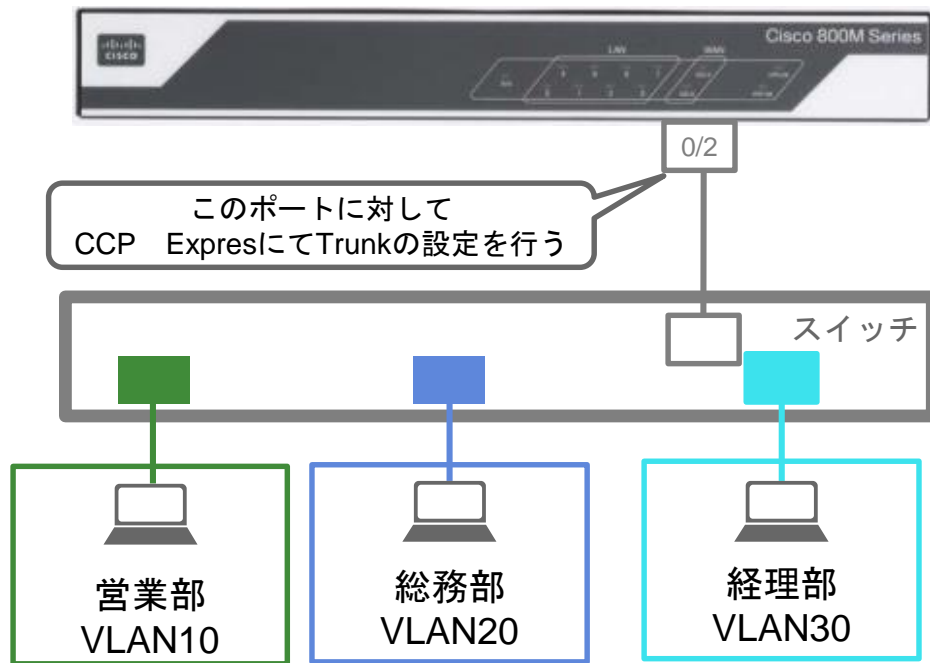 CISCO
Cisco 800M Series
LAN
WAN
0/2
このポートに対して
CCP　ExpresにてTrunkの設定を行う
スイッチ
営業部
VLAN10
総務部
VLAN20
経理部
VLAN30